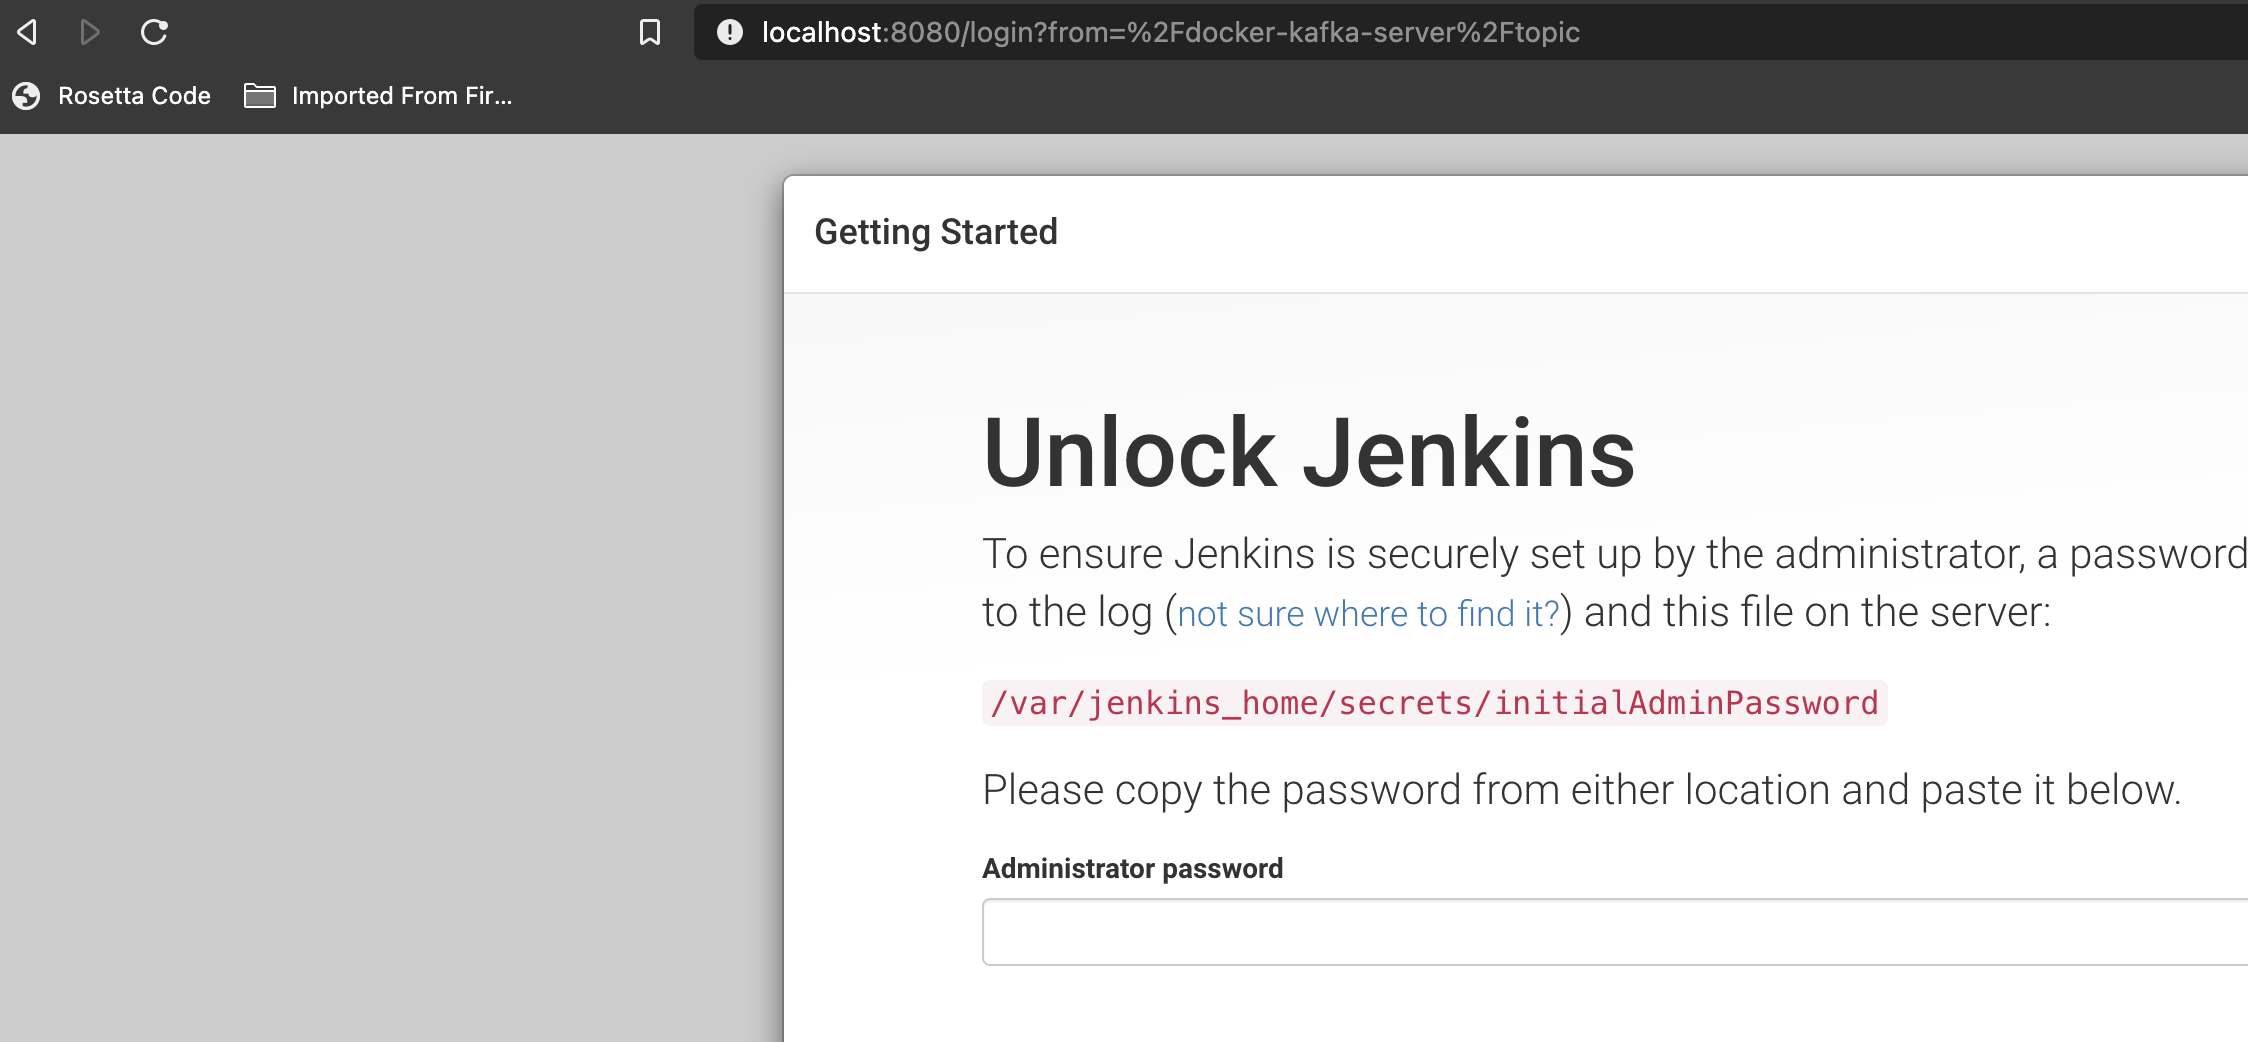 localhost:8080/login?from=%2Fdocker-kafka-server%2Ftopic
Rosetta Code Imported From Fir...
Getting Started
Unlock Jenkins
To ensure Jenkins is securely set up by the administrator, a password
to the log (not sure where to find it?) and this file on the server:
/var/jenkins_home/secrets/initialAdminPassword
Please copy the password from either location and paste it below.
Administrator password